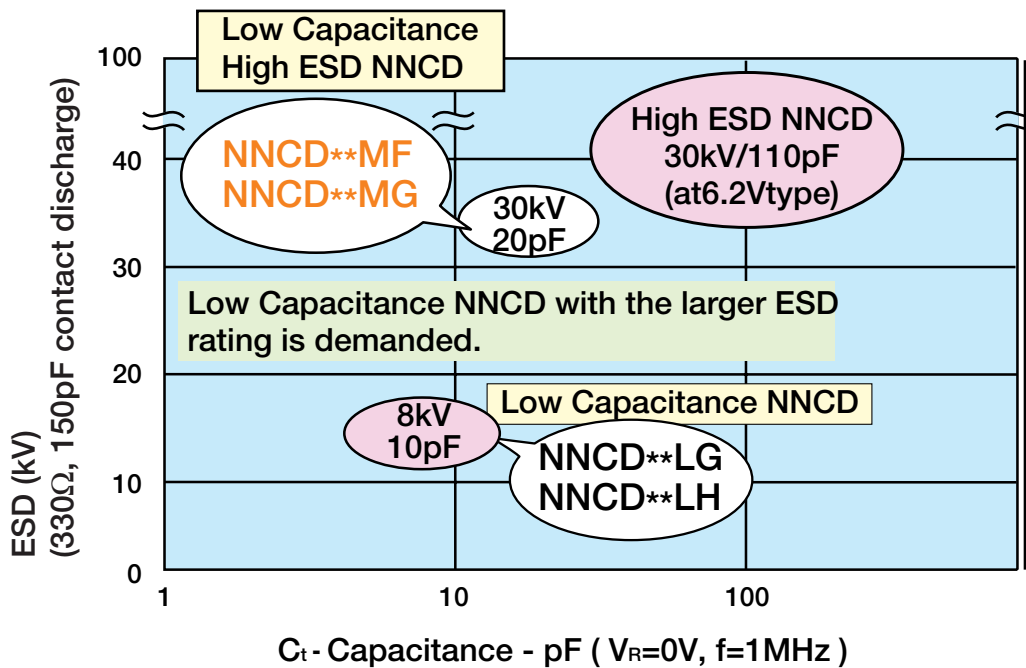 Low Capacitance
High ESD NNCD
100
40
30
20
10
0
NNCD**MF
NNCD**MG
30kV
20pF
High ESD NNCD
30kV/110pF
(at6.2Vtype)
Low Capacitance NNCD with the larger ESD
rating is demanded.
8kV
10pF
Low Capacitance NNCD
NNCD**LG
NNCD**LH
ESD (kV)
(330Ω, 150pF contact discharge)
1
10
100
Ct - Capacitance - pF ( VR=0V, f=1MHz )